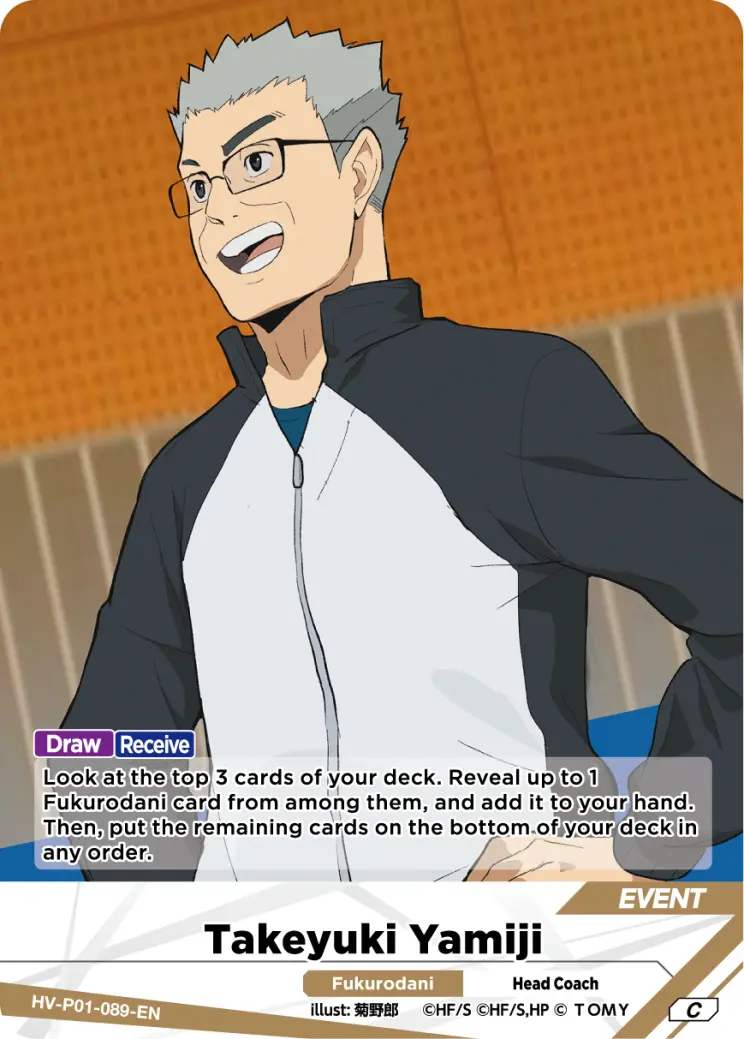 Draw Receive
Look at the top 3 cards of your deck. Reveal up to 1
Fukurodani card from among them, and add it to your hand.
Then, put the remaining cards on the bottom of your deck in
any order.
EVENT
Takeyuki Yamiji
Fukurodani Head Coach
HV-P01-089-EN
illust: 菊野郎 ©HF/S ©HF/S,HP © TOMY
C